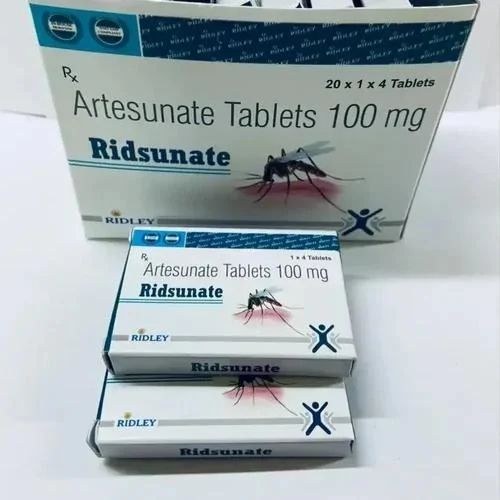 RIDLEY
Rx
20 x 1 x 4 Tablets
Artesunate Tablets 100 mg
Ridsunate
RIDLEY
Rx
1 x 4 Tablets
Artesunate Tablets 100 mg
Ridsunate
RIDLEY
Ridsunate
RIDLEY
Ridsunate